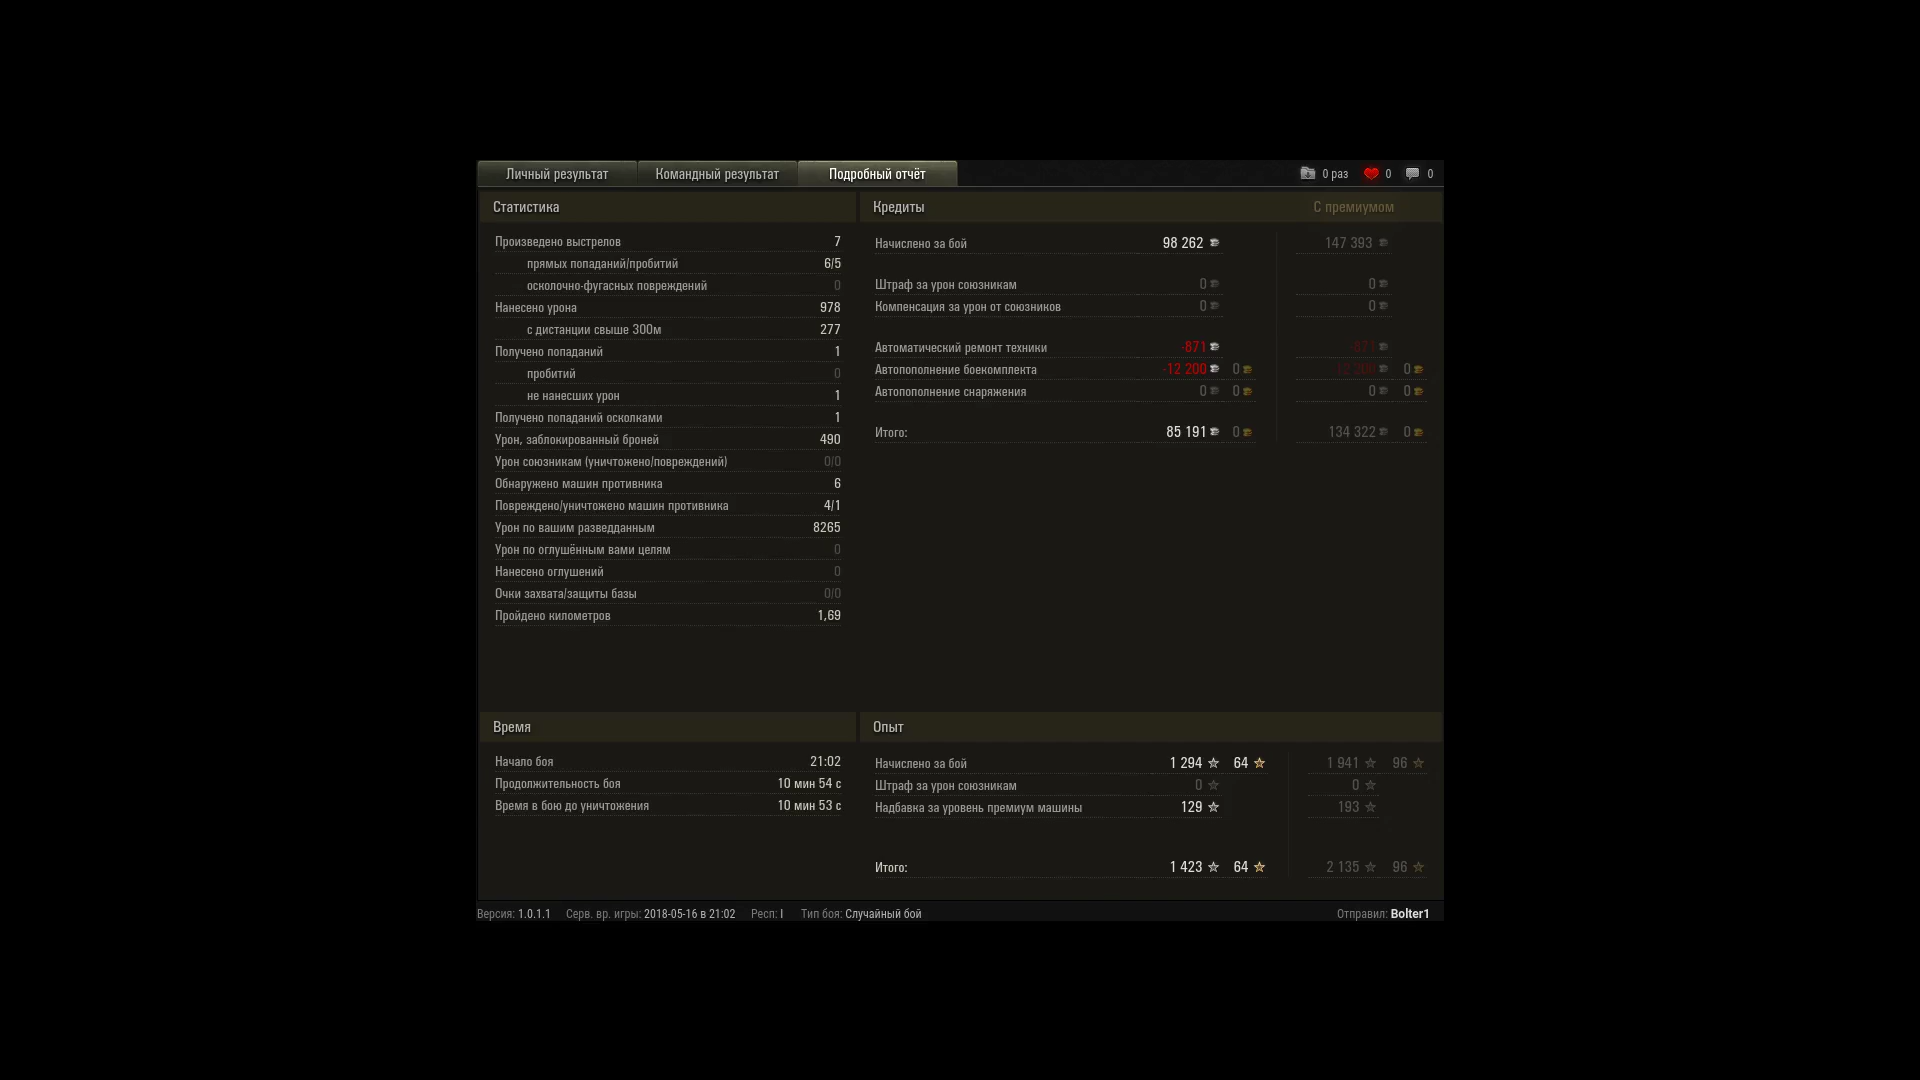 Личный результат Командный результат Подробный отчёт 0 раз 0 0
Статистика
Произведено выстрелов 7
прямых попаданий/пробитий 6/5
осколочно-фугасных повреждений 0
Нанесено урона 978
с дистанции свыше 300м 277
Получено попаданий 1
пробитий 0
не нанесших урон 1
Получено попаданий осколками 1
Урон, заблокированный броней 490
Урон союзникам (уничтожено/повреждений) 0/0
Обнаружено машин противника 6
Повреждено/уничтожено машин противника 4/1
Урон по вашим разведданным 8265
Урон по оглушённым вами целям 0
Нанесено оглушений 0
Очки захвата/защиты базы 0/0
Пройдено километров 1,69
Кредиты С премиумом
Начислено за бой 98 262 147 393
Штраф за урон союзникам 0 0
Компенсация за урон от союзников 0 0
Автоматический ремонт техники -871 -871
Автопополнение боекомплекта -12 200 0 -12 200 0
Автопополнение снаряжения 0 0 0 0
Итого: 85 191 0 134 322 0
Время
Начало боя 21:02
Продолжительность боя 10 мин 54 с
Время в бою до уничтожения 10 мин 53 с
Опыт
Начислено за бой 1 294 64 1 941 96
Штраф за урон союзникам 0 0
Надбавка за уровень премиум машины 129 193
Итого: 1 423 64 2 135 96
Версия: 1.0.1.1 Серв. вр. игры: 2018-05-16 в 21:02 Респ: I Тип боя: Случайный бой Отправил: Bolter1